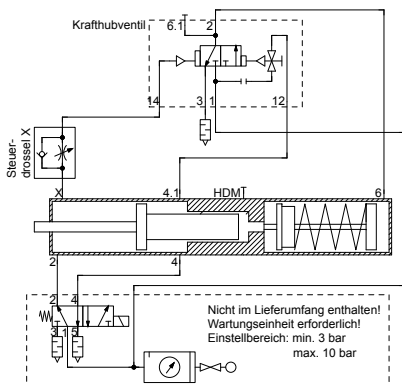 Krafthubventil
6.1
2
14
3
1
12
Steuer-
drossel X
X
4.1
HDM
6
2
4
2
4
3
1
5
Nicht im Lieferumfang enthalten!
Wartungseinheit erforderlich!
Einstellbereich: min. 3 bar
max. 10 bar